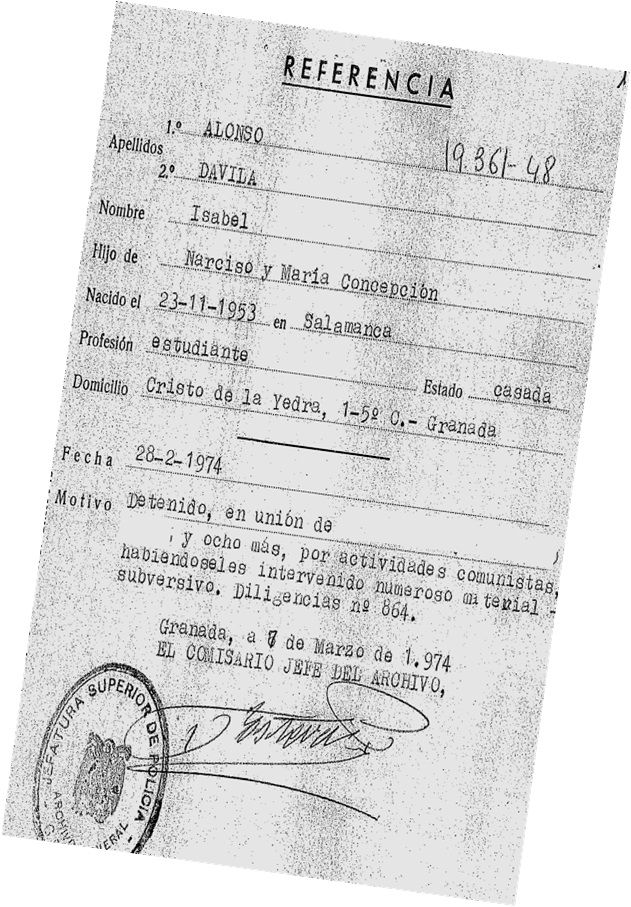 REFERENCIA
Apellidos
1.º ALONSO
19.361-48
2.º DAVILA
Nombre Isabel
Hijo de Narciso y María Concepción
Nacido el 23-11-1953 en Salamanca
Profesión estudiante
Estado casada
Domicilio Cristo de la Yedra, 1-5º C.- Granada
Fecha 28-2-1974
Motivo Detenido, en unión de
, y ocho más, por actividades comunistas,
habiendoseles intervenido numeroso material -
subversivo. Diligencias nº 864.
Granada, a 7 de Marzo de 1.974
EL COMISARIO JEFE DEL ARCHIVO,
JEFATURA SUPERIOR DE POLICIA -